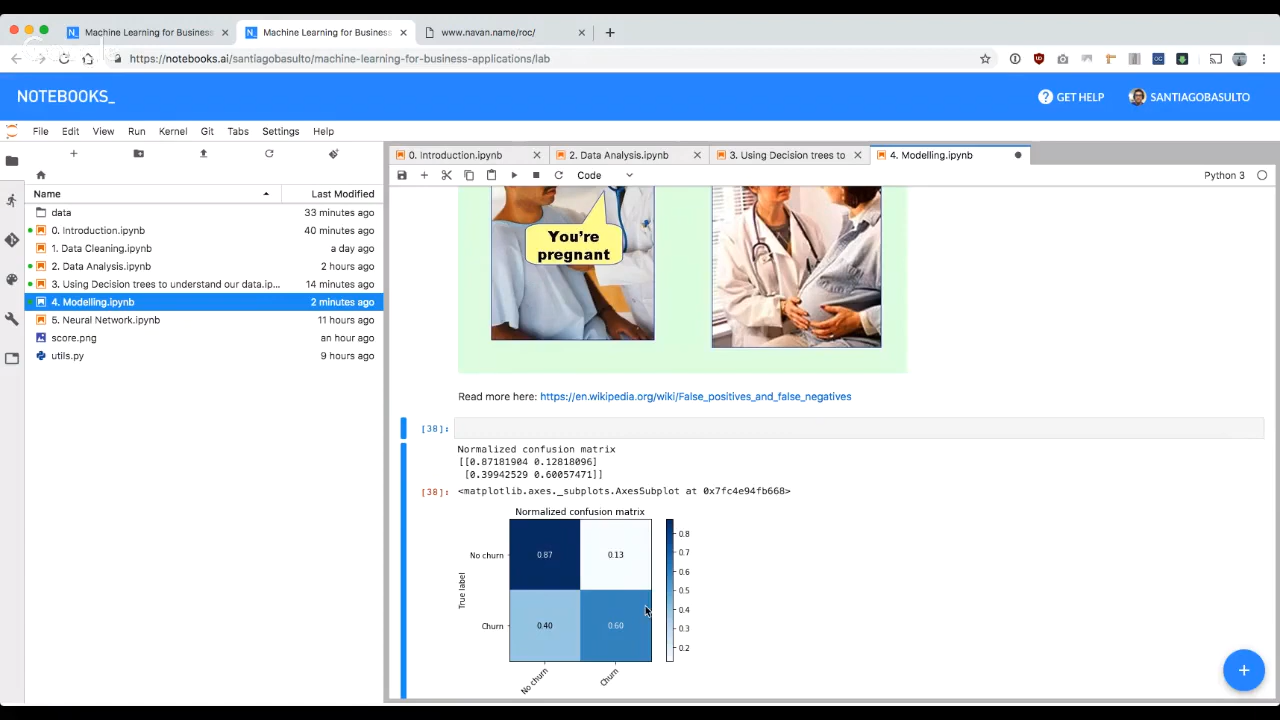 Machine Learning for Business
Machine Learning for Business
www.navan.name/roc/
https://notebooks.ai/santiagobasulto/machine-learning-for-business-applications/lab
NOTEBOOKS_
GET HELP
SANTIAGOBASULTO
File Edit View Run Kernel Git Tabs Settings Help
0. Introduction.ipynb
2. Data Analysis.ipynb
3. Using Decision trees to
4. Modelling.ipynb
Code
Python 3
Name Last Modified
data 33 minutes ago
0. Introduction.ipynb 40 minutes ago
1. Data Cleaning.ipynb a day ago
2. Data Analysis.ipynb 2 hours ago
3. Using Decision trees to understand our data.ip... 14 minutes ago
4. Modelling.ipynb 2 minutes ago
5. Neural Network.ipynb 11 hours ago
score.png an hour ago
utils.py 9 hours ago
You're
pregnant
Read more here: https://en.wikipedia.org/wiki/False_positives_and_false_negatives
[38]:
Normalized confusion matrix
[[0.87181904 0.12818096]
[0.39942529 0.60057471]]
[38]: <matplotlib.axes._subplots.AxesSubplot at 0x7fc4e94fb668>
Normalized confusion matrix
No churn 0.87 0.13
Churn 0.40 0.60
True label
No churn Churn
0.8
0.7
0.6
0.5
0.4
0.3
0.2